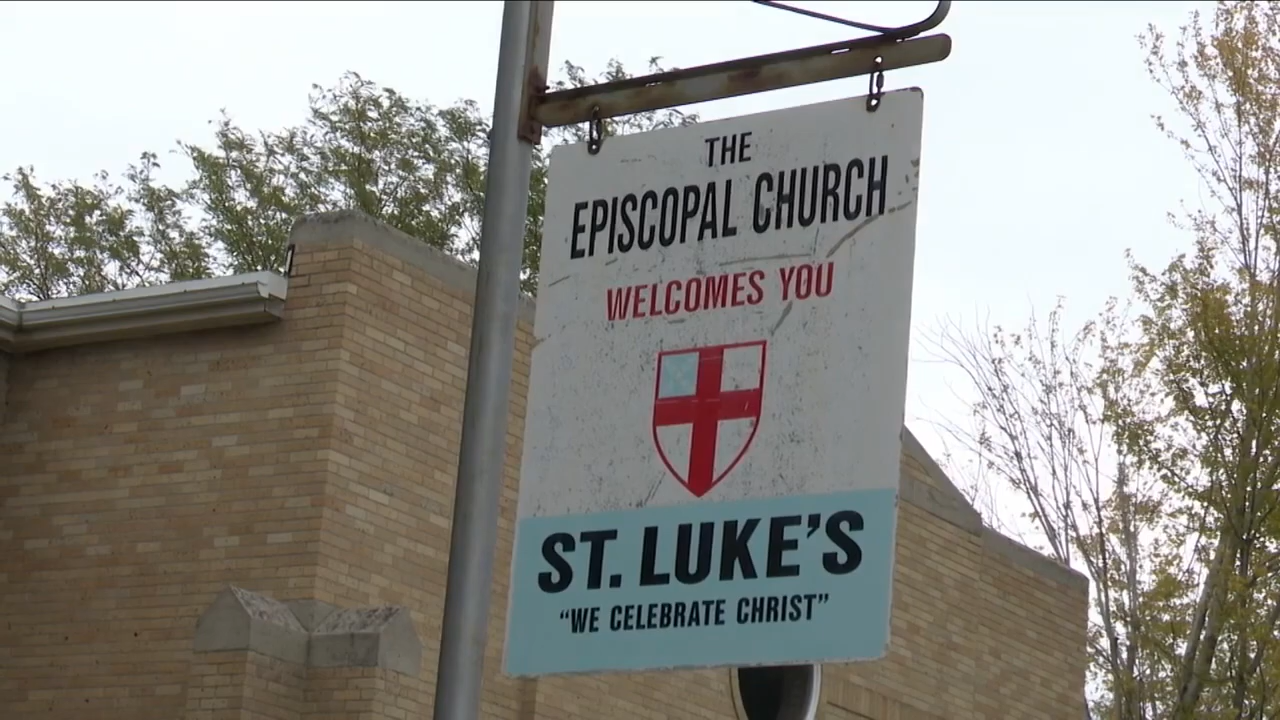 THE
EPISCOPAL CHURCH
WELCOMES YOU
ST. LUKE'S
"WE CELEBRATE CHRIST"